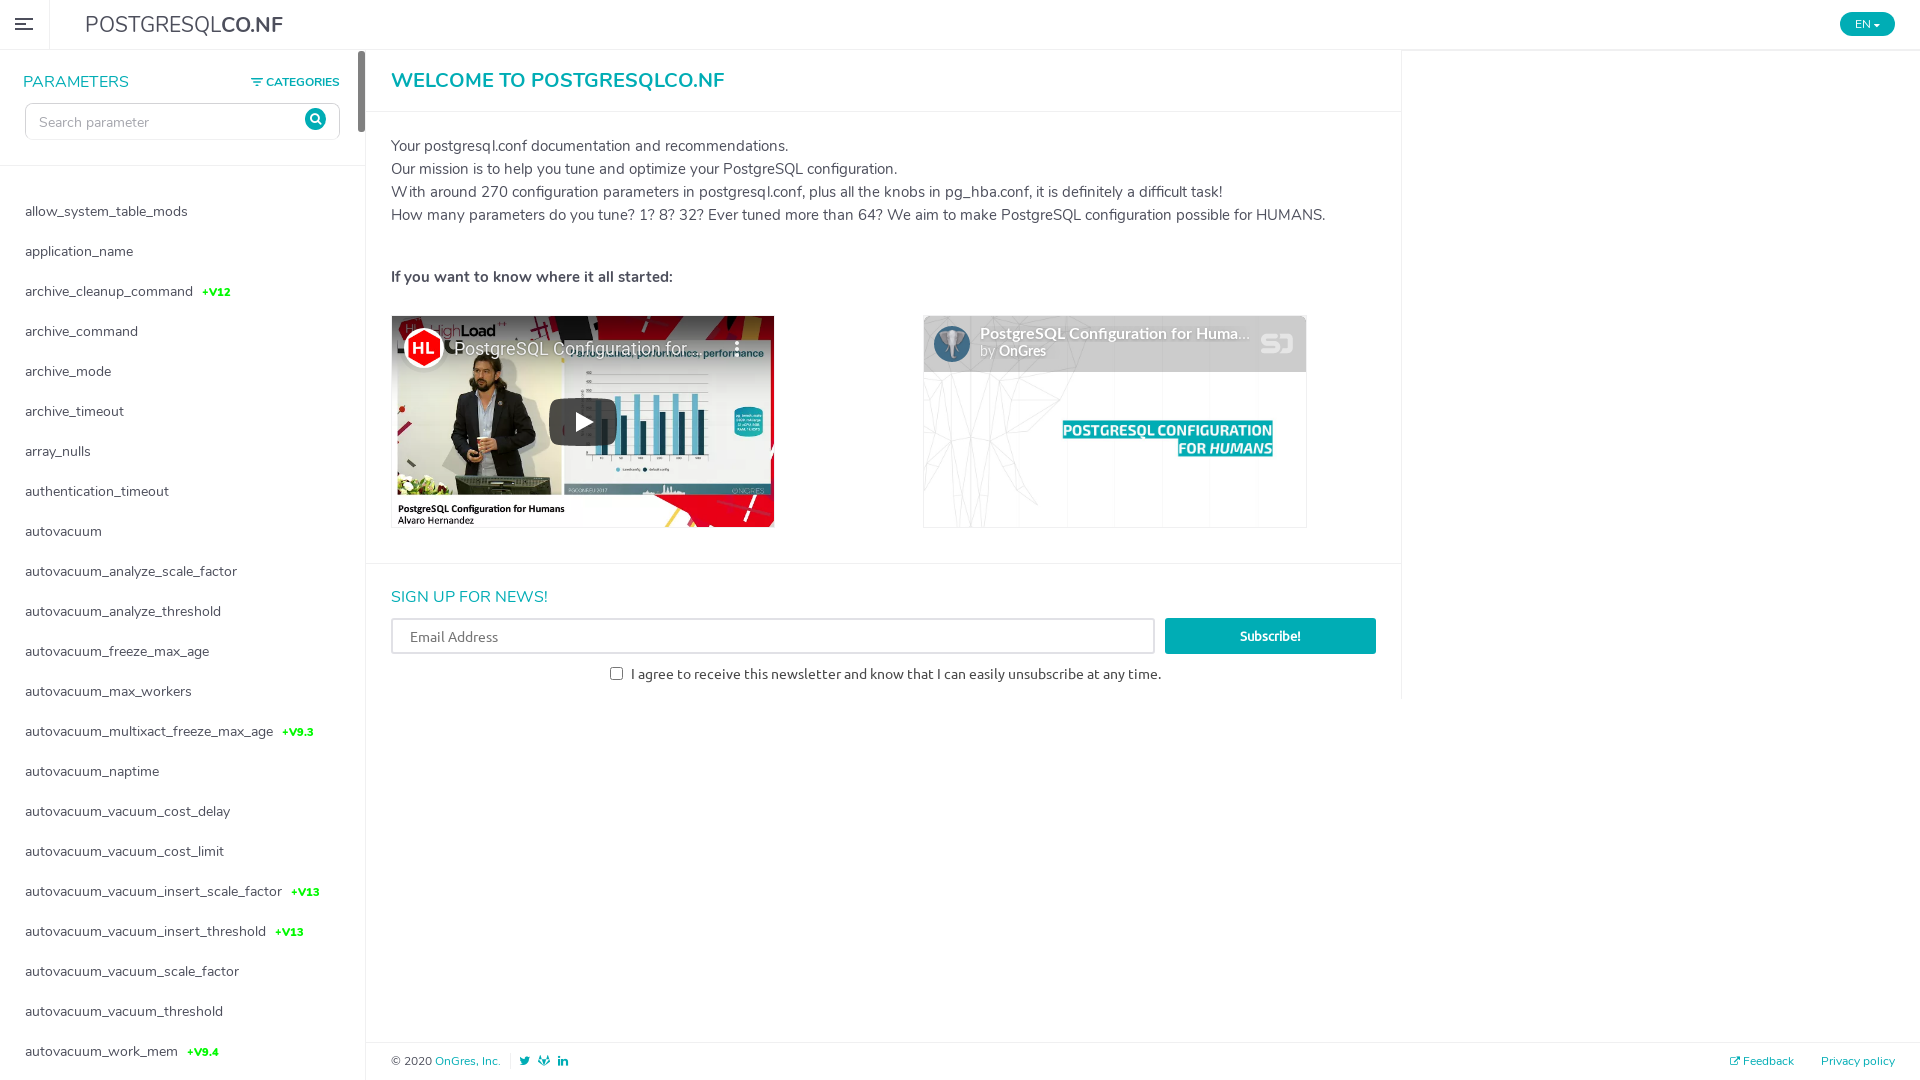 POSTGRESQLCO.NF
EN
PARAMETERS
CATEGORIES
Search parameter
allow_system_table_mods
application_name
archive_cleanup_command +V12
archive_command
archive_mode
archive_timeout
array_nulls
authentication_timeout
autovacuum
autovacuum_analyze_scale_factor
autovacuum_analyze_threshold
autovacuum_freeze_max_age
autovacuum_max_workers
autovacuum_multixact_freeze_max_age +V9.3
autovacuum_naptime
autovacuum_vacuum_cost_delay
autovacuum_vacuum_cost_limit
autovacuum_vacuum_insert_scale_factor +V13
autovacuum_vacuum_insert_threshold +V13
autovacuum_vacuum_scale_factor
autovacuum_vacuum_threshold
autovacuum_work_mem +V9.4
WELCOME TO POSTGRESQLCO.NF
Your postgresql.conf documentation and recommendations.
Our mission is to help you tune and optimize your PostgreSQL configuration.
With around 270 configuration parameters in postgresql.conf, plus all the knobs in pg_hba.conf, it is definitely a difficult task!
How many parameters do you tune? 1? 8? 32? Ever tuned more than 64? We aim to make PostgreSQL configuration possible for HUMANS.
If you want to know where it all started:
HighLoad
HL
PostgreSQL Configuration for ...
performance
PGCONF.EU 2017
ONGRES
PostgreSQL Configuration for Humans
Alvaro Hernandez
PostgreSQL Configuration for Huma...
by OnGres
POSTGRESQL CONFIGURATION
FOR HUMANS
SIGN UP FOR NEWS!
Email Address
Subscribe!
I agree to receive this newsletter and know that I can easily unsubscribe at any time.
© 2020 OnGres, Inc.
Feedback
Privacy policy